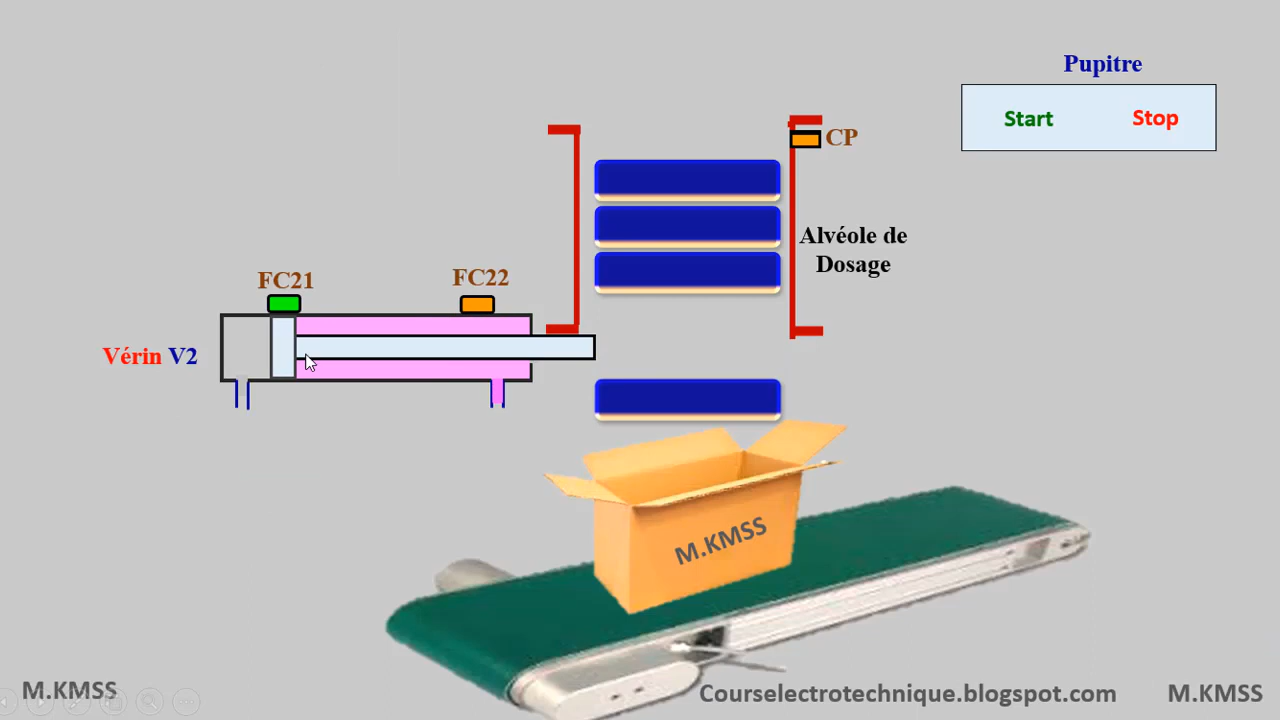 Pupitre
Start Stop
CP
Alvéole de
Dosage
FC21 FC22
Vérin V2
M.KMSS
M.KMSS
Courselectrotechnique.blogspot.com M.KMSS